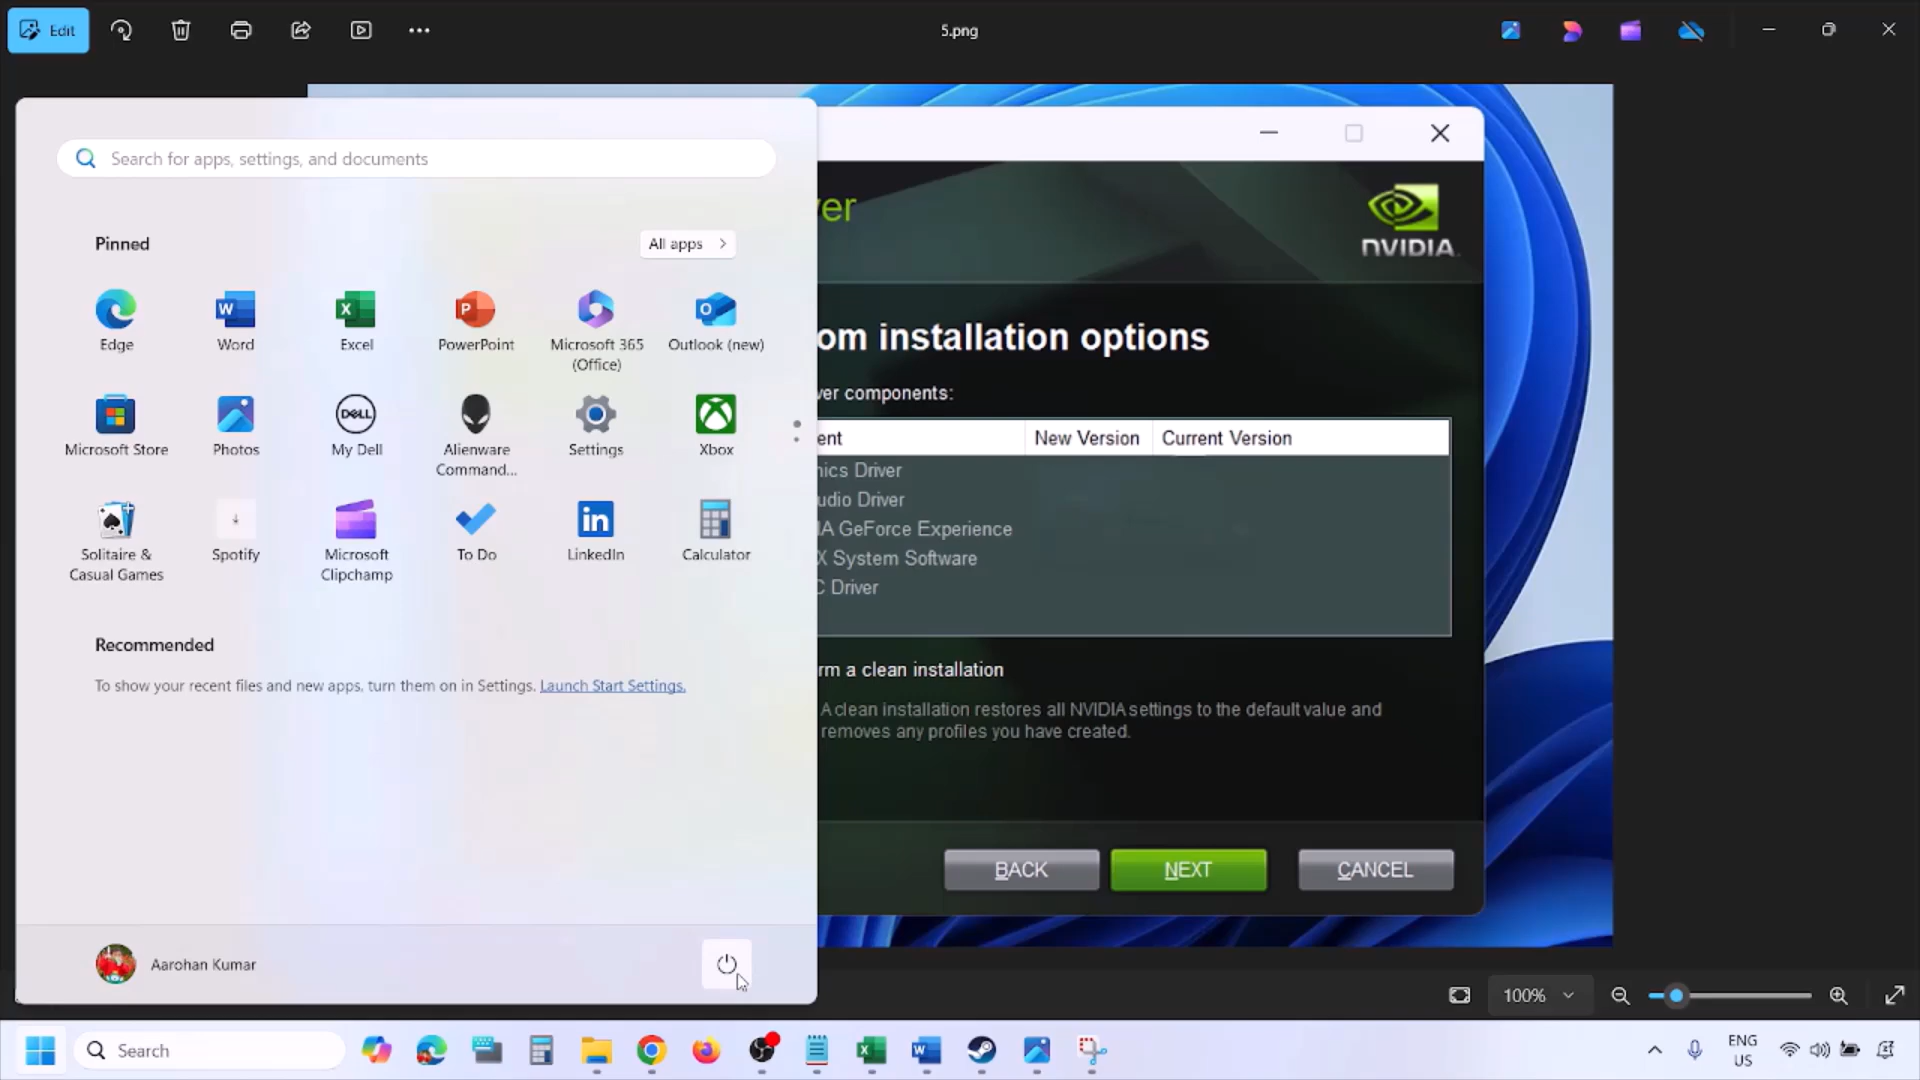 Edit
5.png
Search for apps, settings, and documents
Pinned
All apps
Edge
Word
Excel
PowerPoint
Microsoft 365
(Office)
Outlook (new)
Microsoft Store
Photos
My Dell
Alienware
Command...
Settings
Xbox
Solitaire &
Casual Games
Spotify
Microsoft
Clipchamp
To Do
LinkedIn
Calculator
Recommended
To show your recent files and new apps, turn them on in Settings. Launch Start Settings.
Aarohan Kumar
ver
NVIDIA
om installation options
ver components:
ent
New Version
Current Version
nics Driver
udio Driver
IA GeForce Experience
X System Software
C Driver
rm a clean installation
A clean installation restores all NVIDIA settings to the default value and
removes any profiles you have created.
BACK
NEXT
CANCEL
100%
Search
ENG
US